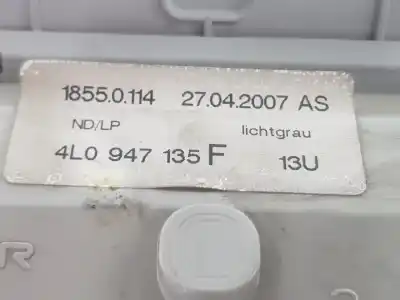 1855.0.114 27.04.2007 AS
ND/LP lichtgrau
4L0 947 135 F 13U
R